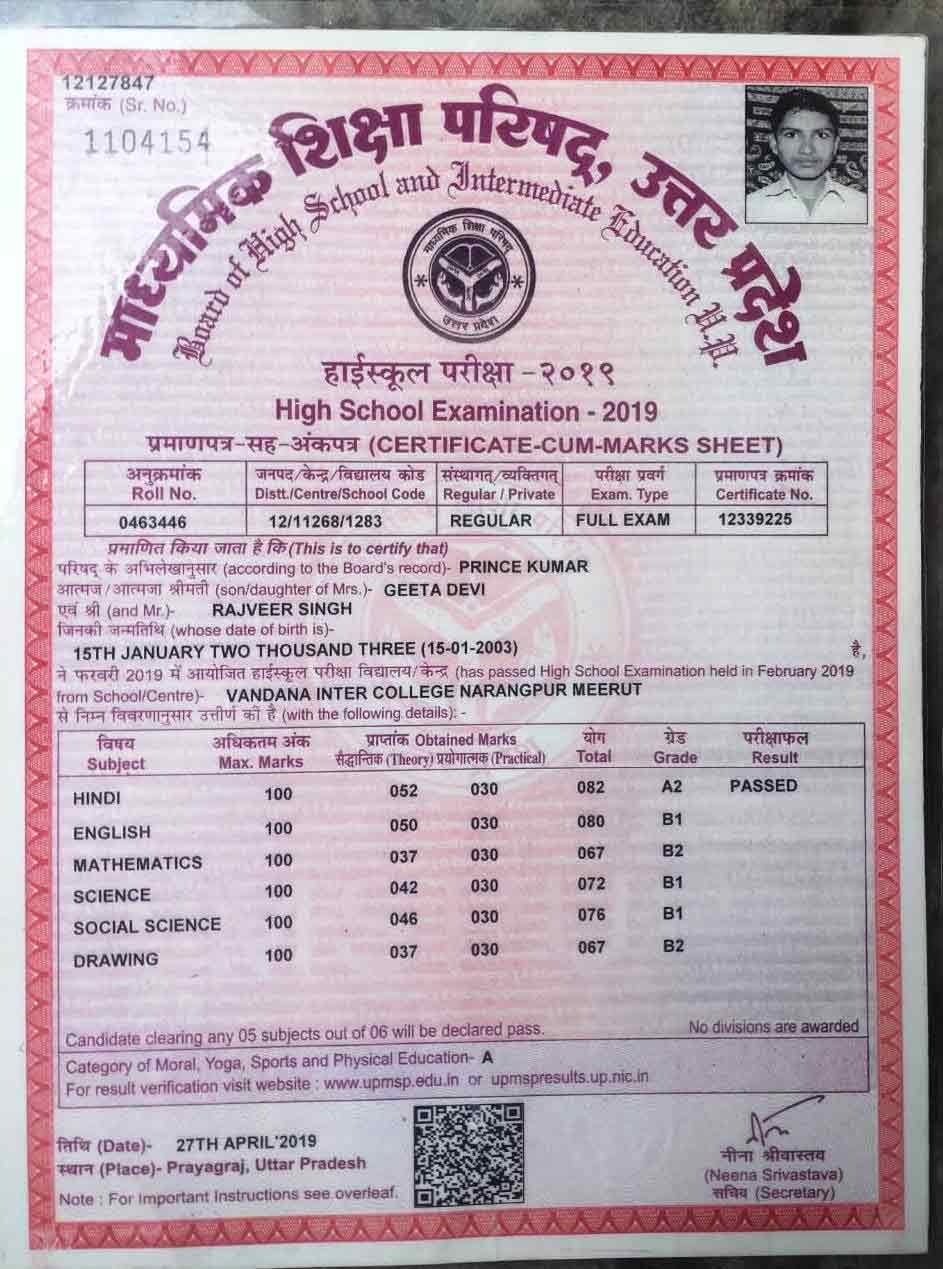 12127847
क्रमांक (Sr. No.)
1104154
माध्यमिक शिक्षा परिषद्, उत्तर प्रदेश
Board of High School and Intermediate Education U.P.
माध्यमिक शिक्षा परिषद्
उत्तर प्रदेश
हाईस्कूल परीक्षा - २०१९
High School Examination - 2019
प्रमाणपत्र-सह-अंकपत्र (CERTIFICATE-CUM-MARKS SHEET)
अनुक्रमांक जनपद/केन्द्र/विद्यालय कोड संस्थागत/व्यक्तिगत् परीक्षा प्रवर्ग प्रमाणपत्र क्रमांक
Roll No. Distt./Centre/School Code Regular / Private Exam. Type Certificate No.
0463446 12/11268/1283 REGULAR FULL EXAM 12339225
प्रमाणित किया जाता है कि (This is to certify that)
परिषद् के अभिलेखानुसार (according to the Board's record)- PRINCE KUMAR
आत्मज/आत्मजा श्रीमती (son/daughter of Mrs.)- GEETA DEVI
एवं श्री (and Mr.)- RAJVEER SINGH
जिनकी जन्मतिथि (whose date of birth is)-
15TH JANUARY TWO THOUSAND THREE (15-01-2003) है,
ने फरवरी 2019 में आयोजित हाईस्कूल परीक्षा विद्यालय/केन्द्र (has passed High School Examination held in February 2019
from School/Centre)- VANDANA INTER COLLEGE NARANGPUR MEERUT
से निम्न विवरणानुसार उत्तीर्ण की है (with the following details): -
विषय अधिकतम अंक प्राप्तांक Obtained Marks योग ग्रेड परीक्षाफल
Subject Max. Marks सैद्धान्तिक (Theory) प्रयोगात्मक (Practical) Total Grade Result
HINDI 100 052 030 082 A2 PASSED
ENGLISH 100 050 030 080 B1
MATHEMATICS 100 037 030 067 B2
SCIENCE 100 042 030 072 B1
SOCIAL SCIENCE 100 046 030 076 B1
DRAWING 100 037 030 067 B2
Candidate clearing any 05 subjects out of 06 will be declared pass. No divisions are awarded
Category of Moral, Yoga, Sports and Physical Education- A
For result verification visit website : www.upmsp.edu.in or upmspresults.up.nic.in
तिथि (Date)- 27TH APRIL'2019
स्थान (Place)- Prayagraj, Uttar Pradesh
Note : For Important Instructions see overleaf.
नीना श्रीवास्तव
(Neena Srivastava)
सचिव (Secretary)